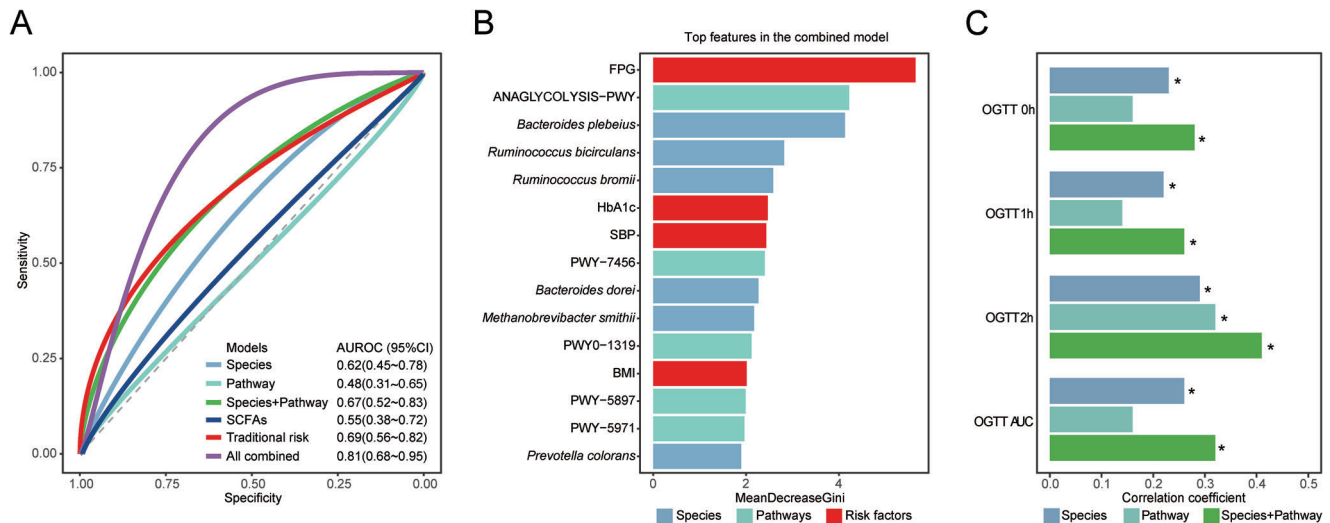 A
1.00
0.75
0.50
0.25
0.00
Sensitivity
1.00 0.75 0.50 0.25 0.00
Specificity
Models AUROC (95%CI)
Species 0.62(0.45~0.78)
Pathway 0.48(0.31~0.65)
Species+Pathway 0.67(0.52~0.83)
SCFAs 0.55(0.38~0.72)
Traditional risk 0.69(0.56~0.82)
All combined 0.81(0.68~0.95)
B
Top features in the combined model
FPG
ANAGLYCOLYSIS-PWY
Bacteroides plebeius
Ruminococcus bicirculans
Ruminococcus bromii
HbA1c
SBP
PWY-7456
Bacteroides dorei
Methanobrevibacter smithii
PWY0-1319
BMI
PWY-5897
PWY-5971
Prevotella colorans
0 2 4
MeanDecreaseGini
Species Pathways Risk factors
C
OGTT 0h
*
*
OGTT 1h
*
*
OGTT2h
*
*
*
OGTT AUC
*
*
0.0 0.1 0.2 0.3 0.4 0.5
Correlation coefficient
Species Pathway Species+Pathway